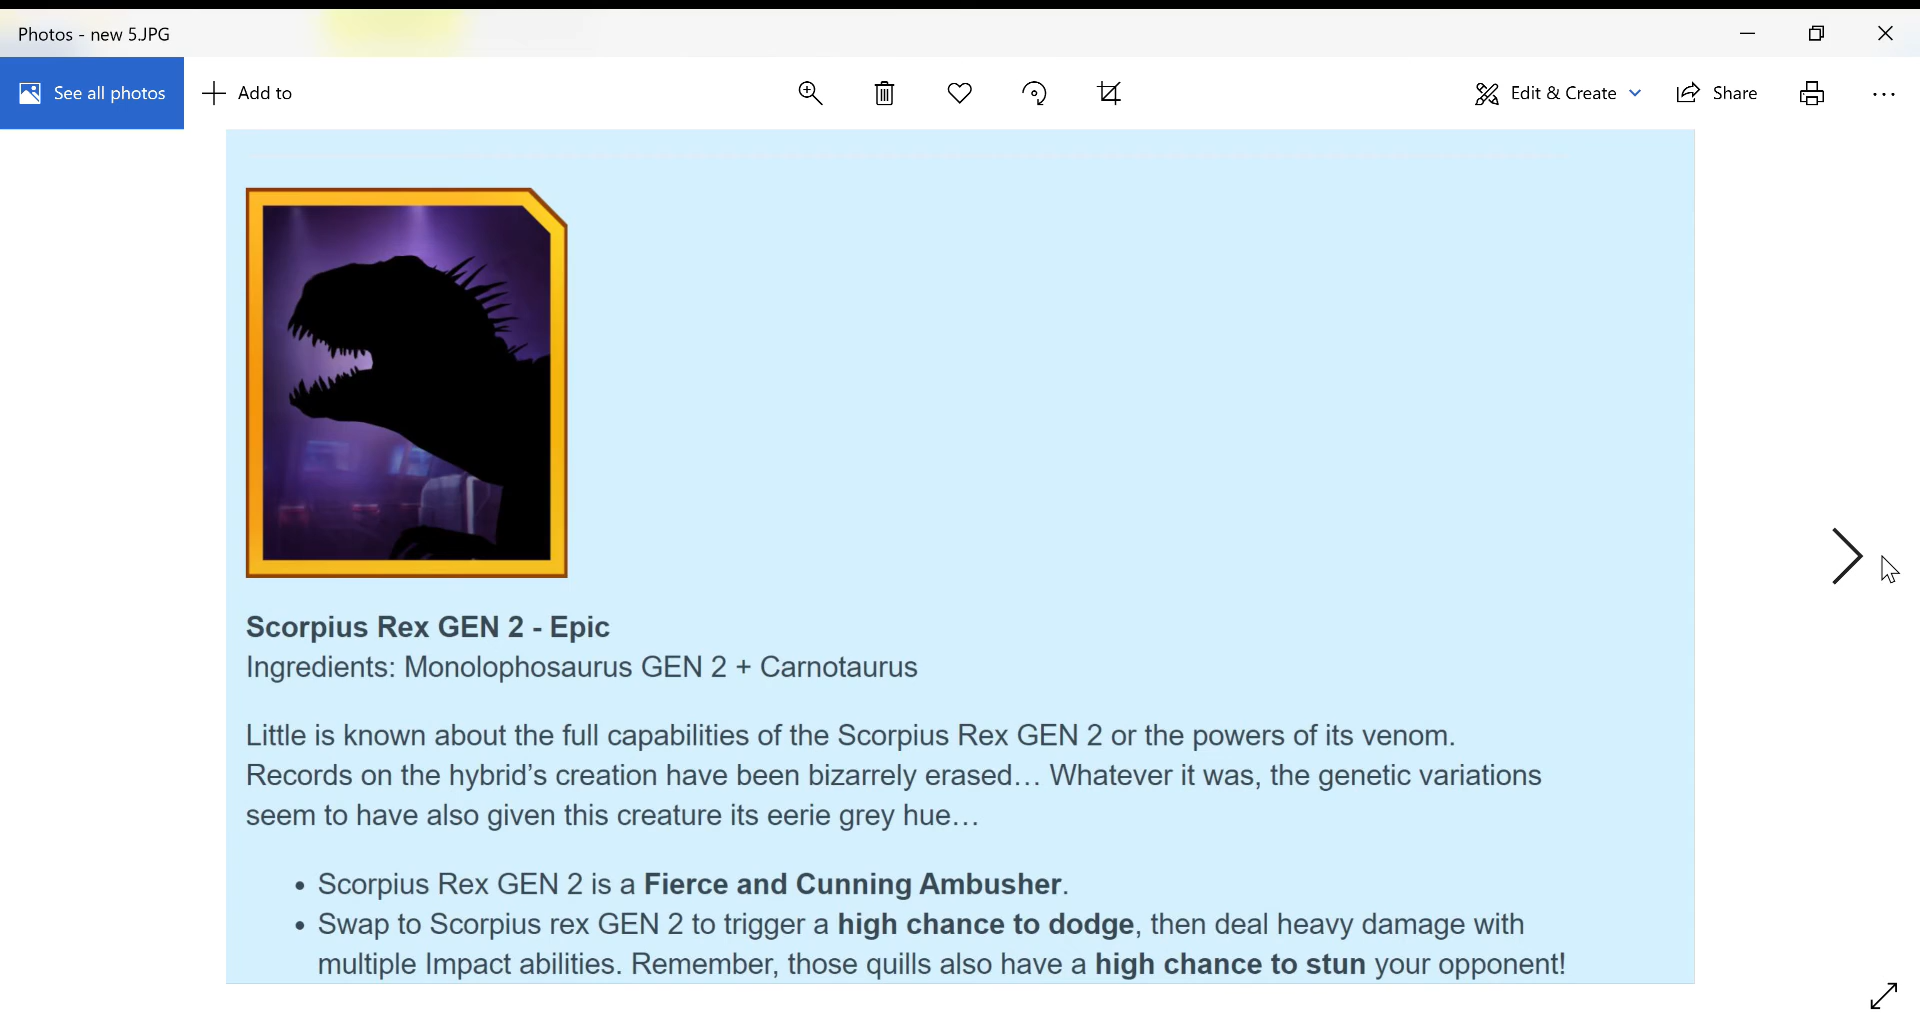 Photos - new 5.JPG
See all photos
Add to
Edit & Create
Share
Scorpius Rex GEN 2 - Epic
Ingredients: Monolophosaurus GEN 2 + Carnotaurus
Little is known about the full capabilities of the Scorpius Rex GEN 2 or the powers of its venom.
Records on the hybrid’s creation have been bizarrely erased… Whatever it was, the genetic variations
seem to have also given this creature its eerie grey hue…
• Scorpius Rex GEN 2 is a Fierce and Cunning Ambusher.
• Swap to Scorpius rex GEN 2 to trigger a high chance to dodge, then deal heavy damage with
multiple Impact abilities. Remember, those quills also have a high chance to stun your opponent!